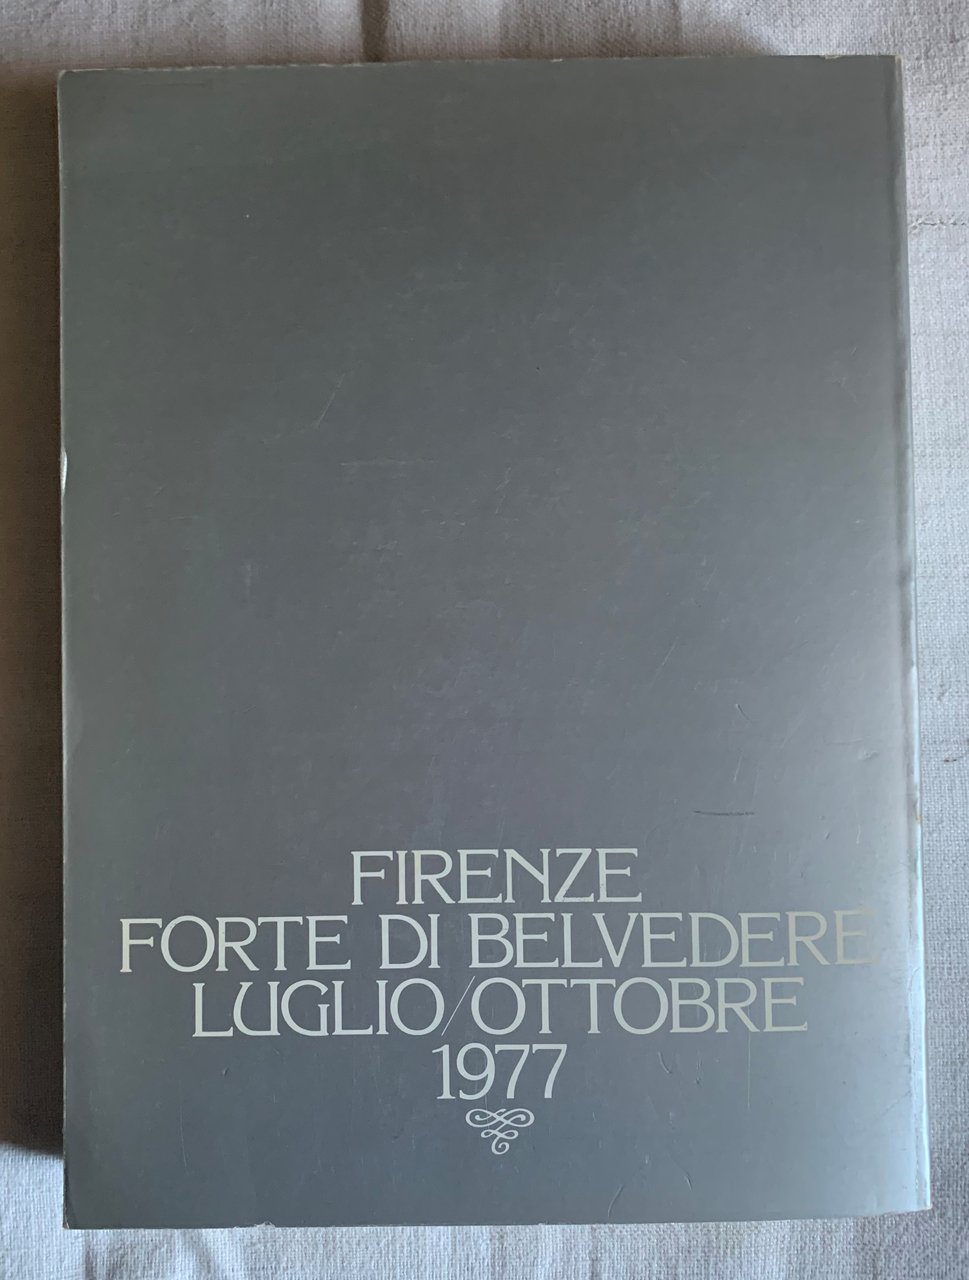 FIRENZE
FORTE DI BELVEDERE
LUGLIO/OTTOBRE
1977